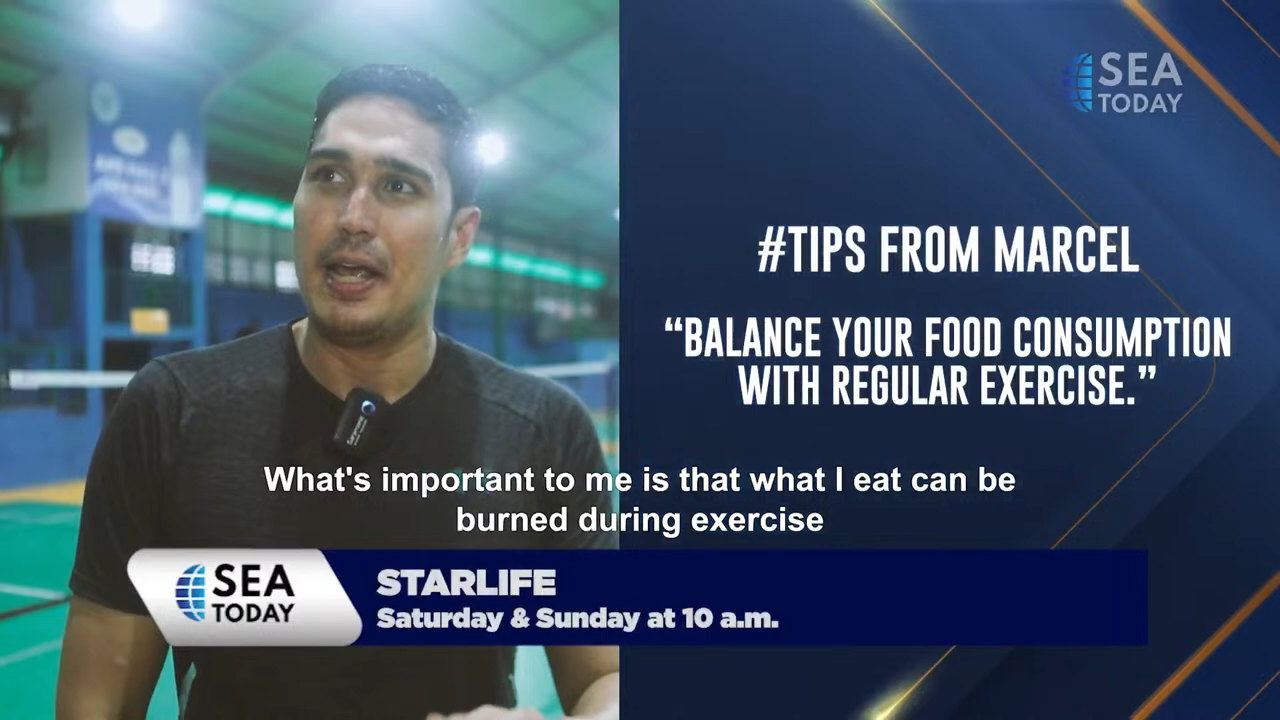 SEA
TODAY
#TIPS FROM MARCEL
“BALANCE YOUR FOOD CONSUMPTION
WITH REGULAR EXERCISE.”
What's important to me is that what I eat can be
burned during exercise
SEA
TODAY
STARLIFE
Saturday & Sunday at 10 a.m.